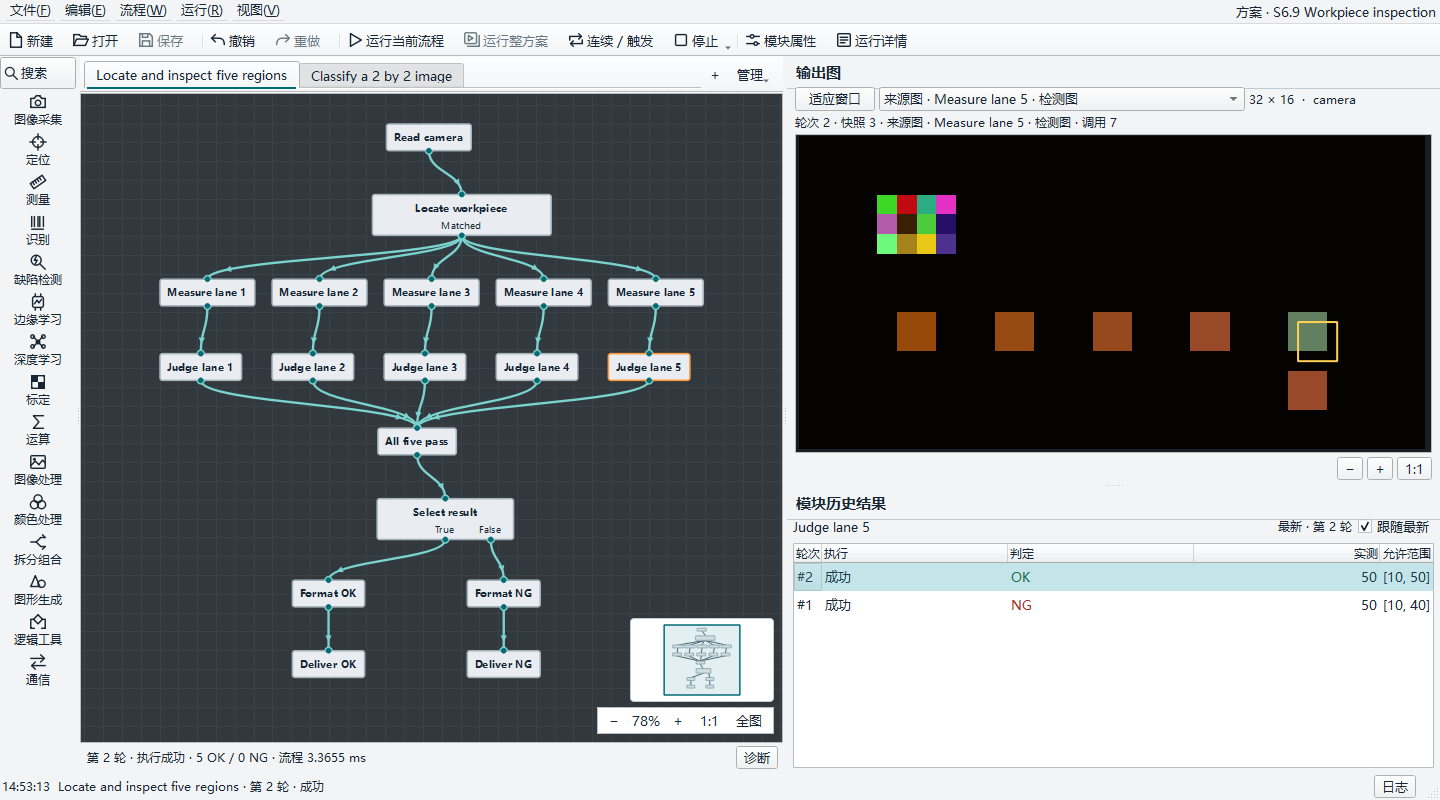 文件(F) 编辑(E) 流程(W) 运行(R) 视图(V) 方案 · S6.9 Workpiece inspection
新建 打开 保存 撤销 重做 运行当前流程 运行整方案 连续 / 触发 停止 模块属性 运行详情
搜索
图像采集
定位
测量
识别
缺陷检测
边缘学习
深度学习
标定
运算
图像处理
颜色处理
拆分组合
图形生成
逻辑工具
通信
Locate and inspect five regions Classify a 2 by 2 image + 管理
Read camera
Locate workpiece
Matched
Measure lane 1 Measure lane 2 Measure lane 3 Measure lane 4 Measure lane 5
Judge lane 1 Judge lane 2 Judge lane 3 Judge lane 4 Judge lane 5
All five pass
Select result
True False
Format OK Format NG
Deliver OK Deliver NG
− 78% + 1:1 全图
第 2 轮 · 执行成功 · 5 OK / 0 NG · 流程 3.3655 ms 诊断
输出图
适应窗口 来源图 · Measure lane 5 · 检测图 32 × 16 · camera
轮次 2 · 快照 3 · 来源图 · Measure lane 5 · 检测图 · 调用 7
− + 1:1
模块历史结果
Judge lane 5 最新 · 第 2 轮 跟随最新
轮次 执行 判定 实测 允许范围
#2 成功 OK 50 [10, 50]
#1 成功 NG 50 [10, 40]
14:53:13 Locate and inspect five regions · 第 2 轮 · 成功 日志